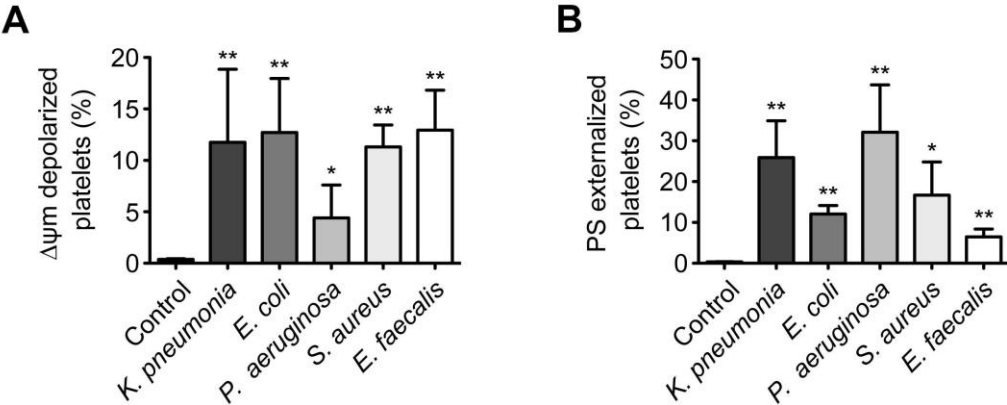 A
Δψm depolarized
platelets (%)
20
15
10
5
0
**
**
*
**
**
Control
K. pneumonia
E. coli
P. aeruginosa
S. aureus
E. faecalis
B
PS externalized
platelets (%)
50
40
30
20
10
0
**
**
**
*
**
Control
K. pneumonia
E. coli
P. aeruginosa
S. aureus
E. faecalis